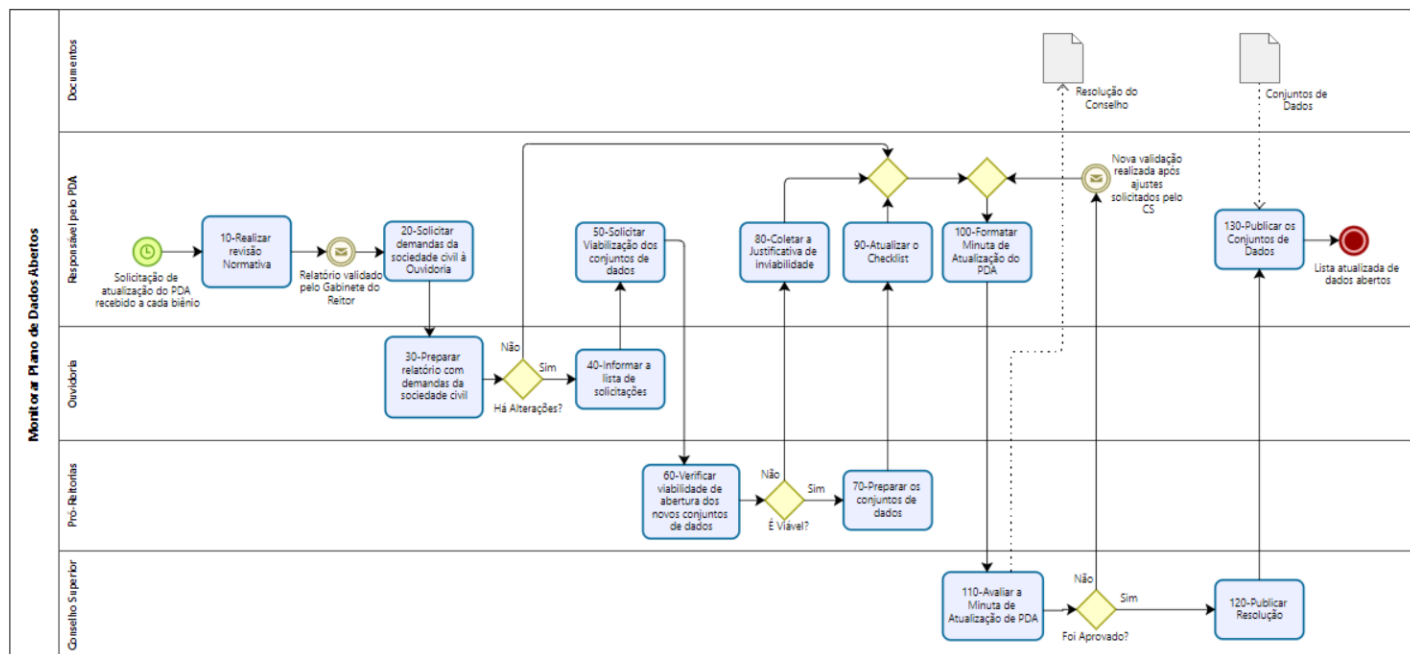 Monitorar Plano de Dados Abertos
Documentos
Resolução do
Conselho
Conjuntos de
Dados
Responsável pelo PDA
Solicitação de
atualização do PDA
recebido a cada biênio
10-Realizar
revisão
Normativa
Relatório validado
pelo Gabinete do
Reitor
20-Solicitar
demandas da
sociedade civil à
Ouvidoria
50-Solicitar
Viabilização dos
conjuntos de
dados
80-Coletar a
Justificativa de
inviabilidade
90-Atualizar o
Checklist
100-Formatar
Minuta de
Atualização do
PDA
Nova validação
realizada após
ajustes
solicitados pelo
CS
130-Publicar os
Conjuntos de
Dados
Lista atualizada de
dados abertos
Ouvidoria
30-Preparar
relatório com
demandas da
sociedade civil
Não
Sim
Há Alterações?
40-Informar a
lista de
solicitações
Pró-Reitorias
60-Verificar
viabilidade de
abertura dos
novos conjuntos
de dados
Não
Sim
É Viável?
70-Preparar os
conjuntos de
dados
Conselho Superior
110-Avaliar a
Minuta de
Atualização de PDA
Não
Sim
Foi Aprovado?
120-Publicar
Resolução